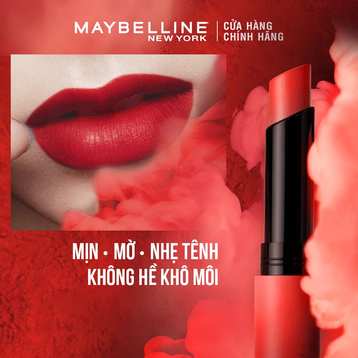 MAYBELLINE
NEW YORK
CỬA HÀNG
CHÍNH HÃNG
MỊN • MỜ • NHẸ TÊNH
KHÔNG HỀ KHÔ MÔI